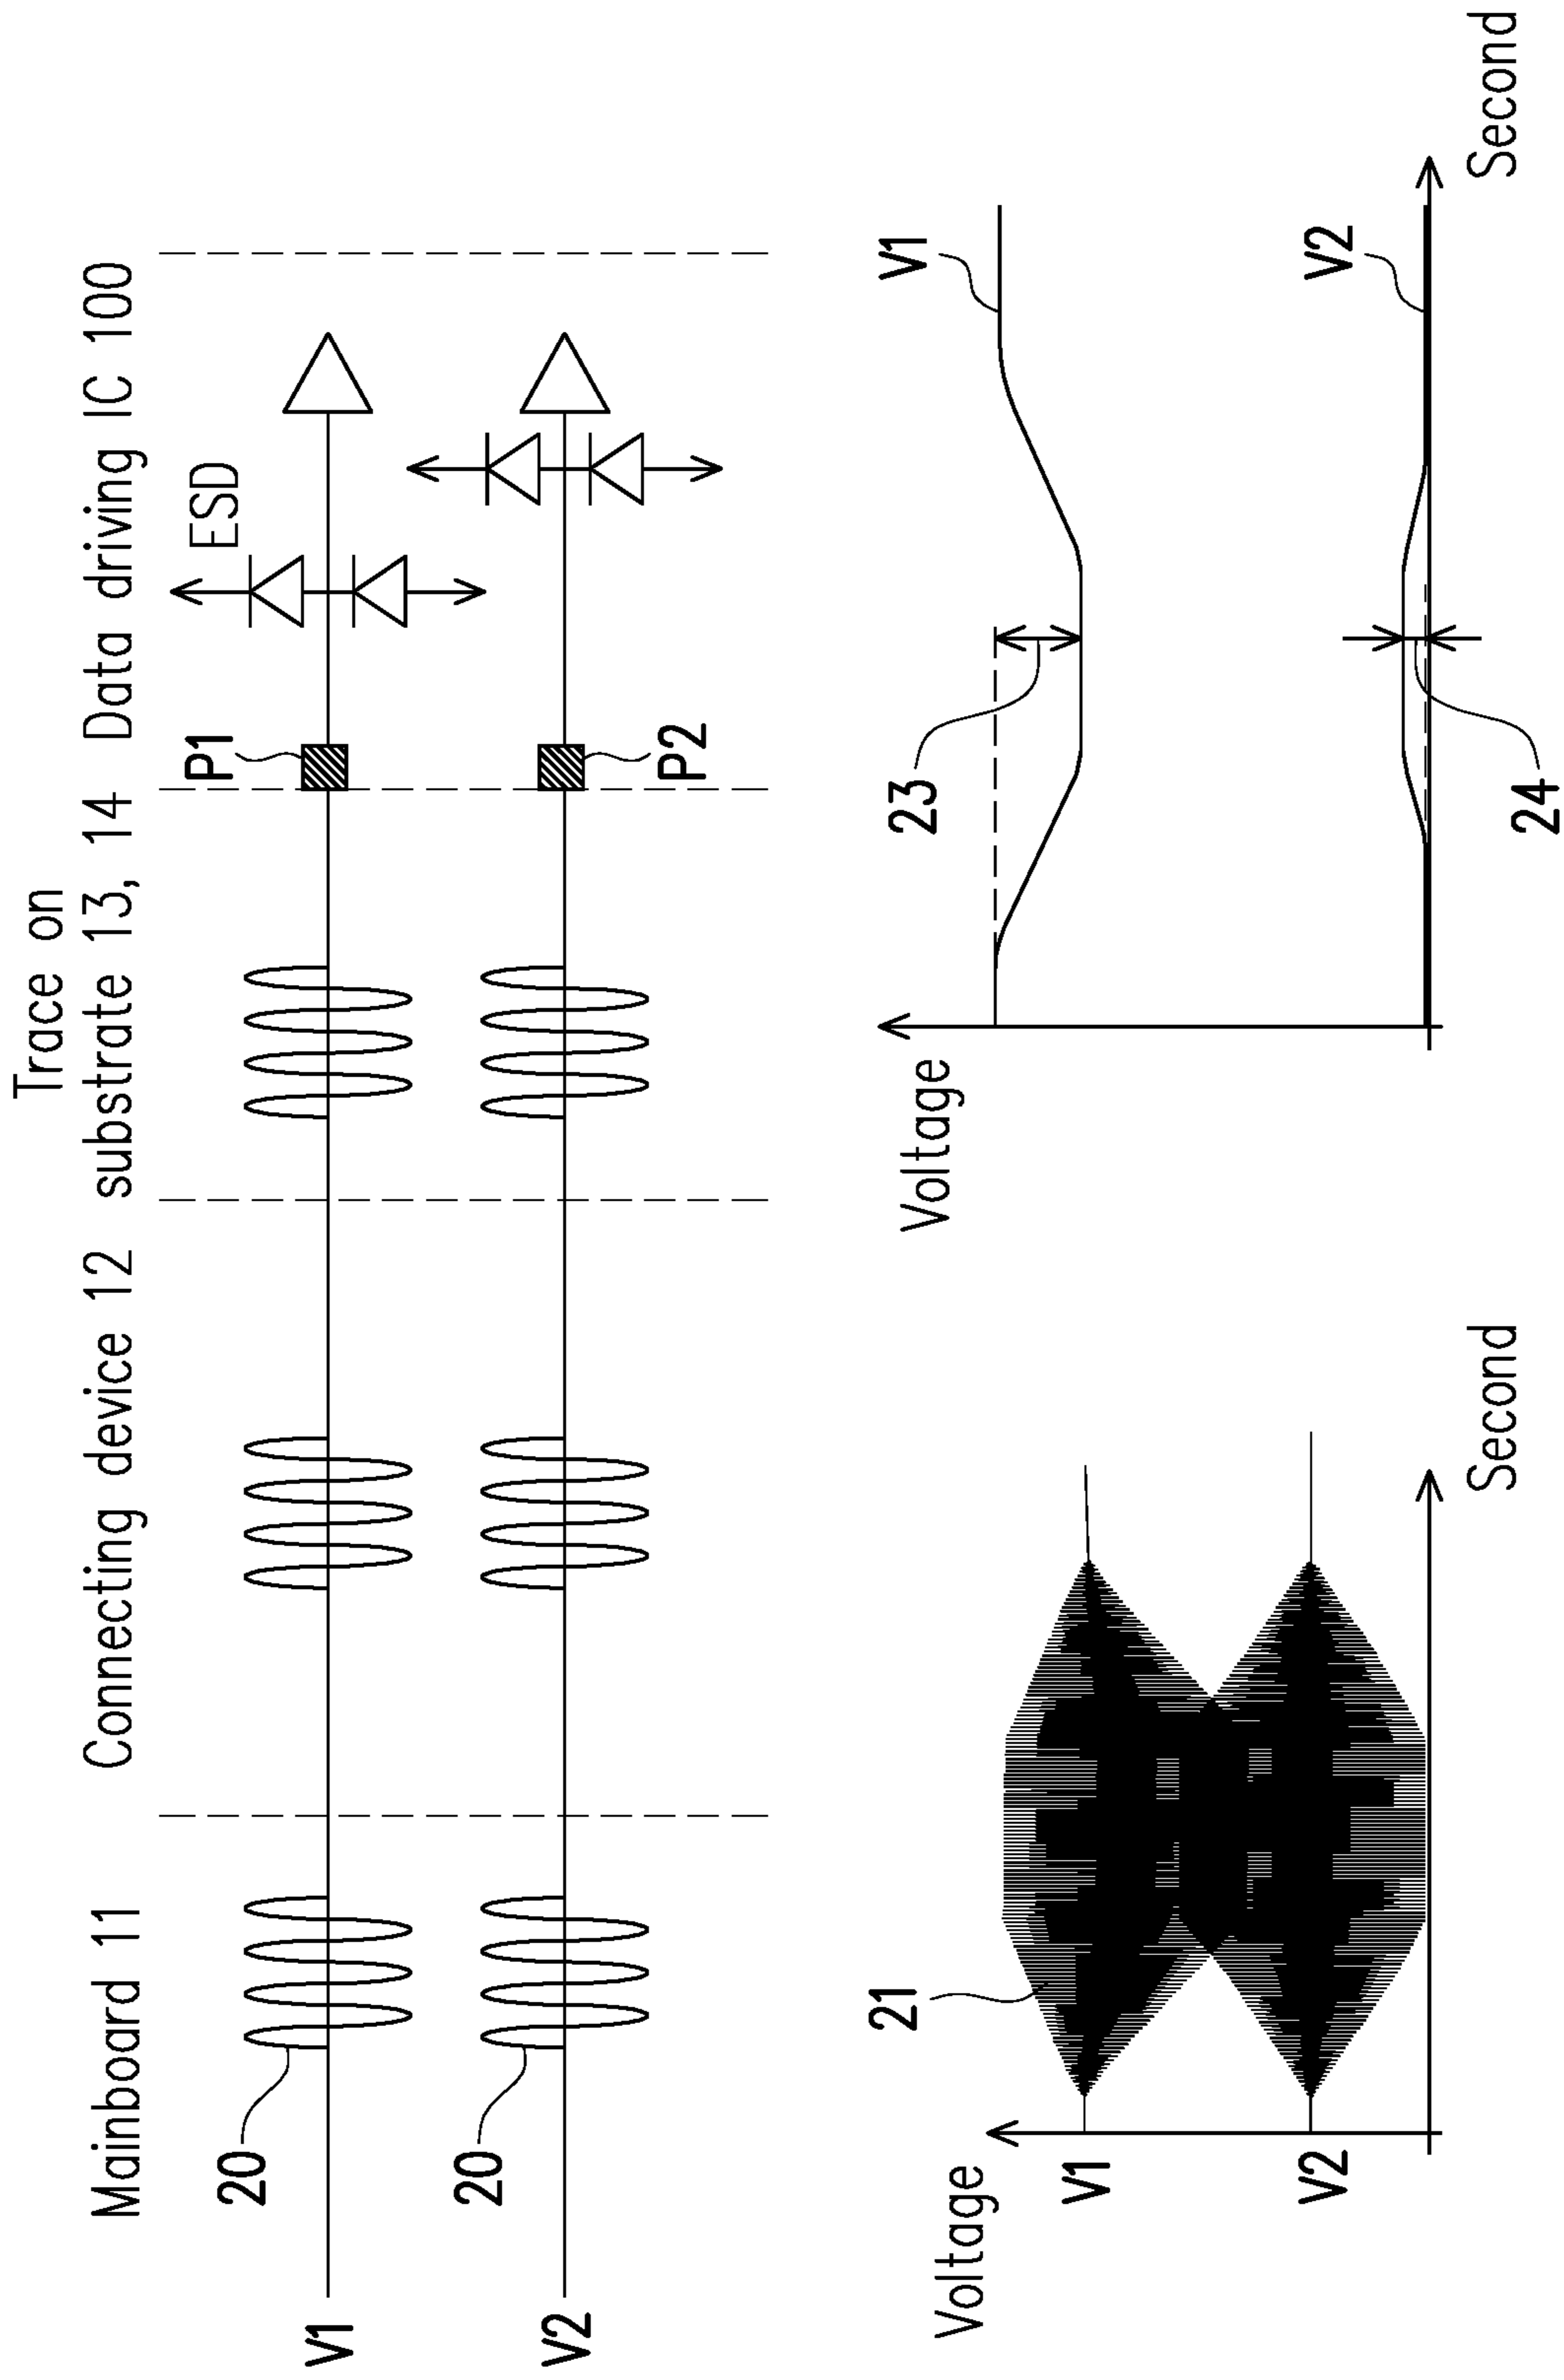 Trace on
Mainboard 11
Connecting device 12
substrate 13, 14
Data driving IC 100
20
P1
ESD
V1
20
P2
V2
Voltage
21
V1
V2
Second
Voltage
23
V1
V2
24
Second